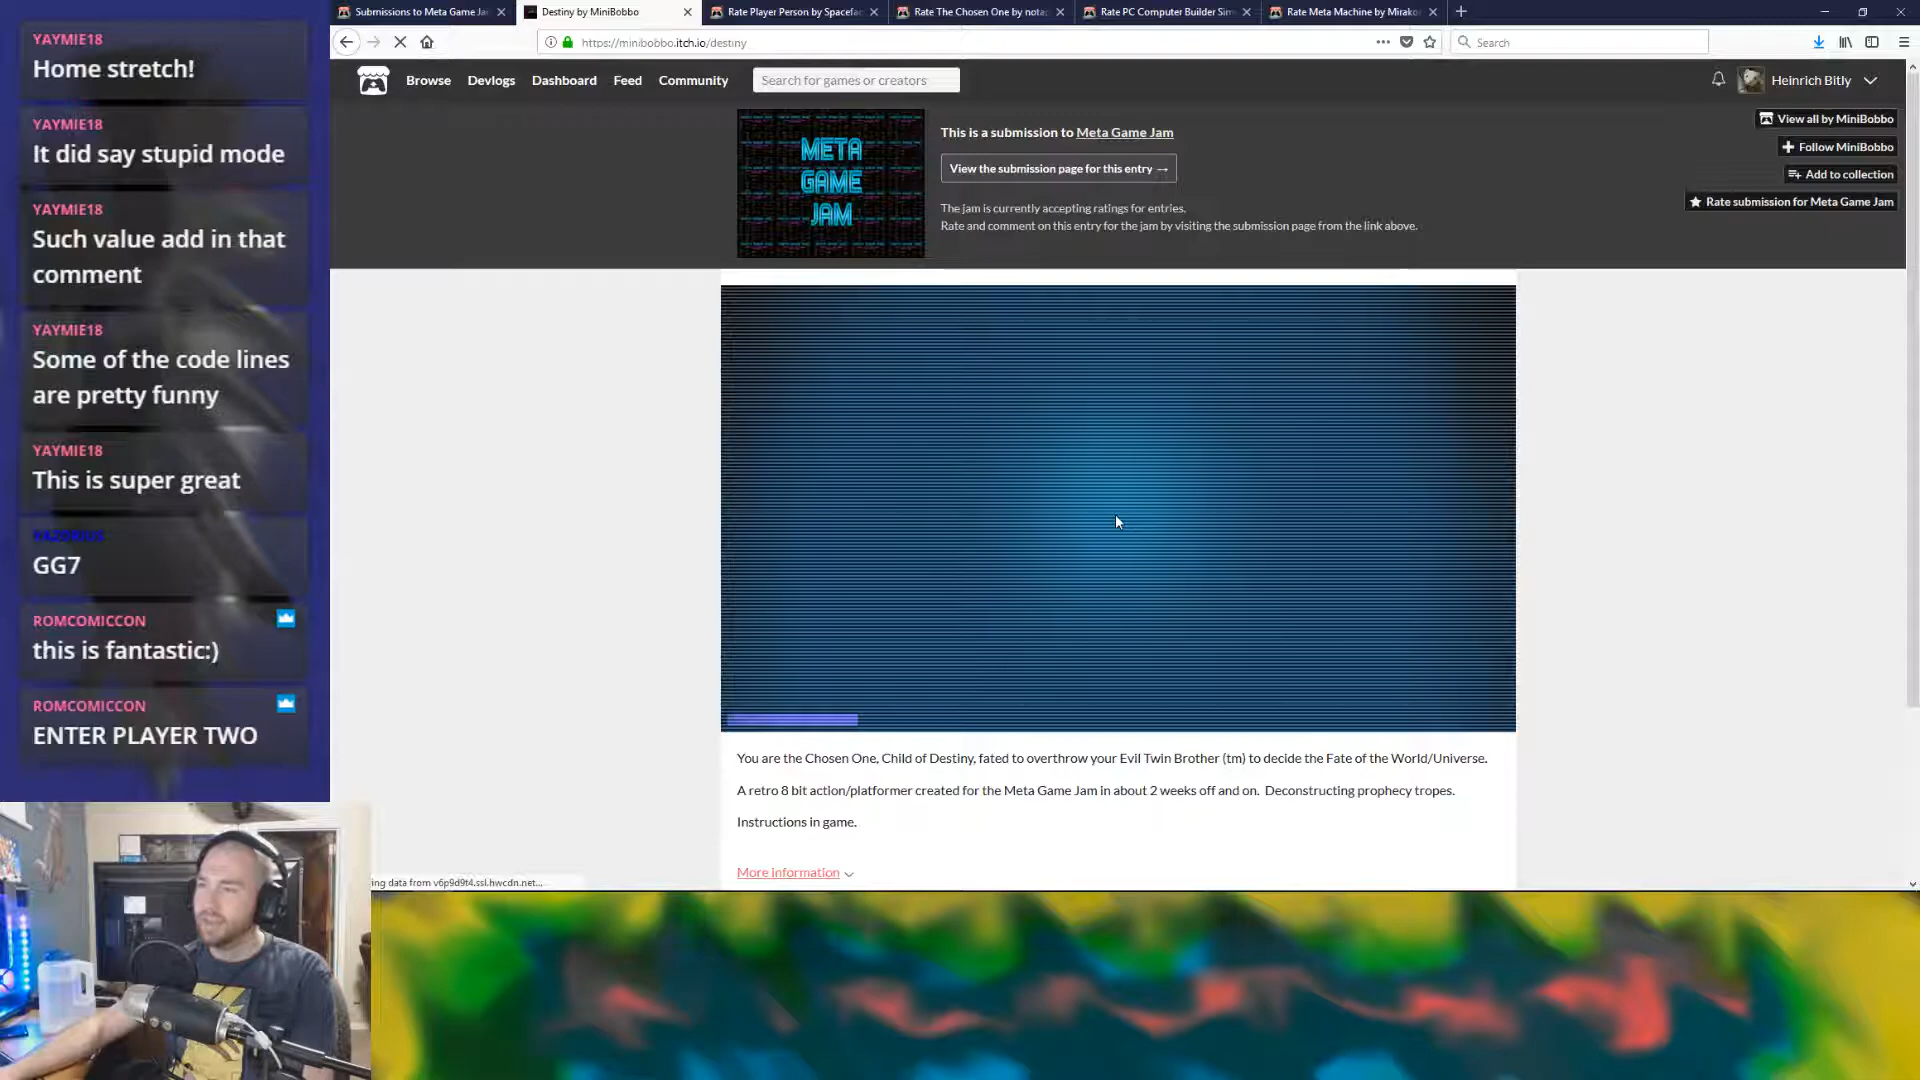 YAYMIE18
Home stretch!
YAYMIE18
It did say stupid mode
YAYMIE18
Such value add in that
comment
YAYMIE18
Some of the code lines
are pretty funny
YAYMIE18
This is super great
GG7
ROMCOMICCON
this is fantastic:)
ROMCOMICCON
ENTER PLAYER TWO
Submissions to Meta Game Ja
Destiny by MiniBobbo
Rate Player Person by Spacefa
Rate The Chosen One by nota
Rate PC Computer Builder Sim
Rate Meta Machine by Mirako
https://minibobbo.itch.io/destiny
Search
Browse
Devlogs
Dashboard
Feed
Community
Search for games or creators
Heinrich Bitly
META
GAME
JAM
This is a submission to Meta Game Jam
View the submission page for this entry →
The jam is currently accepting ratings for entries.
Rate and comment on this entry for the jam by visiting the submission page from the link above.
View all by MiniBobbo
Follow MiniBobbo
Add to collection
Rate submission for Meta Game Jam
You are the Chosen One, Child of Destiny, fated to overthrow your Evil Twin Brother (tm) to decide the Fate of the World/Universe.
A retro 8 bit action/platformer created for the Meta Game Jam in about 2 weeks off and on. Deconstructing prophecy tropes.
Instructions in game.
More information
ing data from v6p9d9t4.ssl.hwcdn.net...